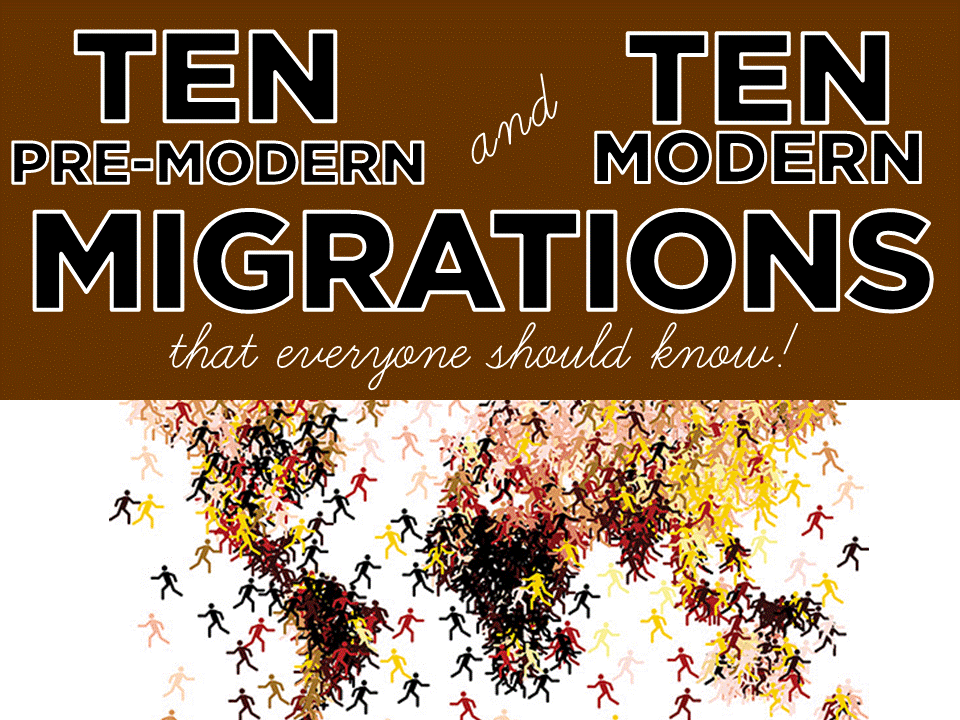 TEN
PRE-MODERN
and
TEN
MODERN
MIGRATIONS
that everyone should know!